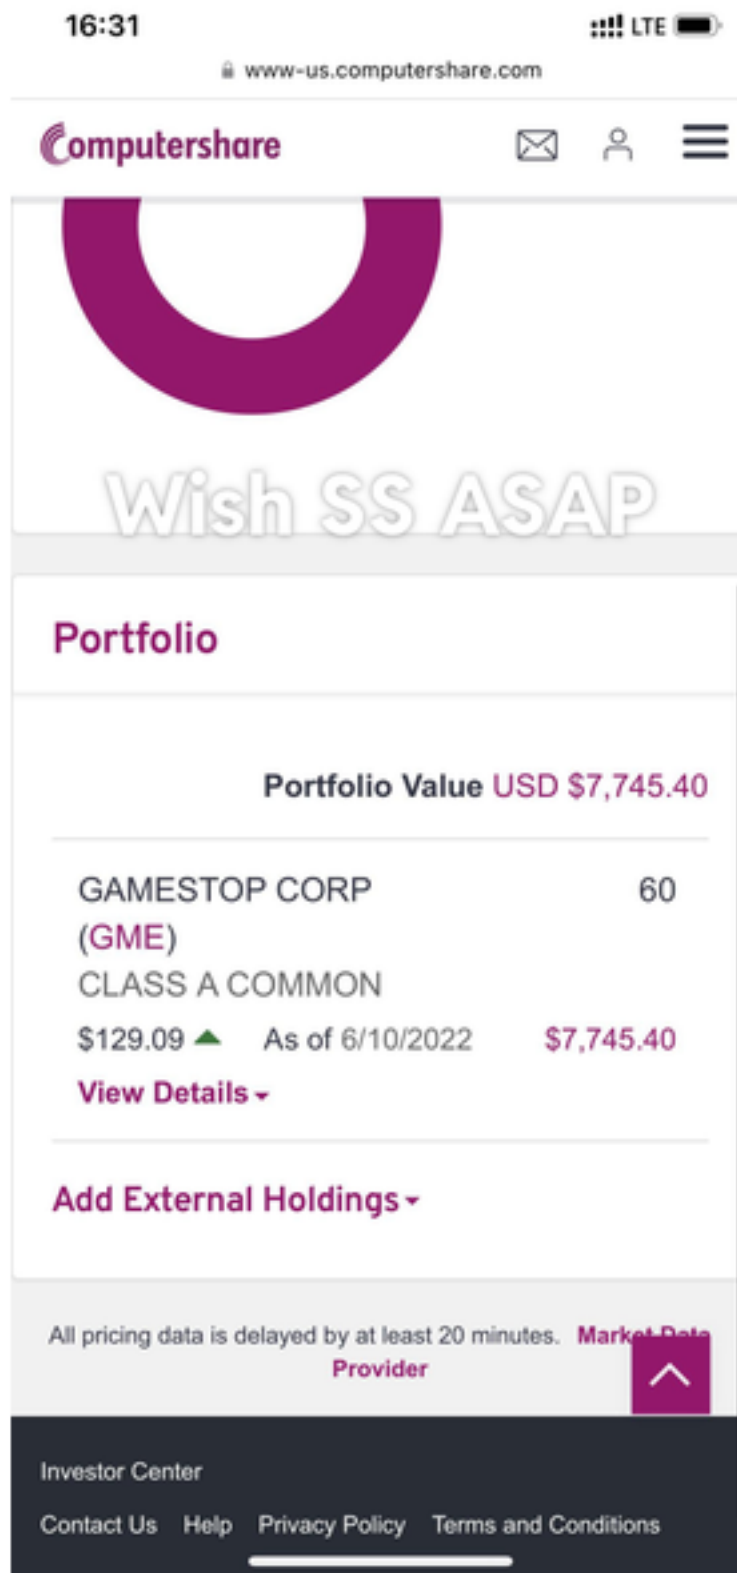 16:31 LTE
www-us.computershare.com
Computershare
Wish SS ASAP
Portfolio
Portfolio Value USD $7,745.40
GAMESTOP CORP 60
(GME)
CLASS A COMMON
$129.09 As of 6/10/2022 $7,745.40
View Details
Add External Holdings
All pricing data is delayed by at least 20 minutes. Market Data
Provider
Investor Center
Contact Us Help Privacy Policy Terms and Conditions